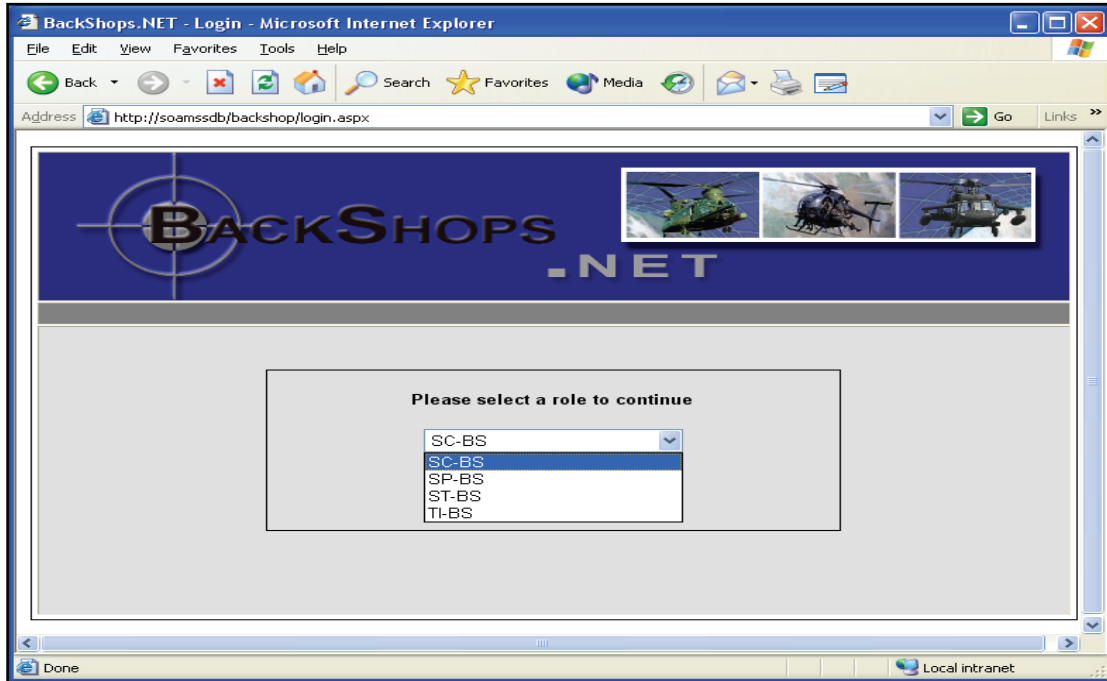 BackShops.NET - Login - Microsoft Internet Explorer
File Edit View Favorites Tools Help
Back Search Favorites Media
Address http://soamssdb/backshop/login.aspx Go Links »
BACKSHOPS
.NET
Please select a role to continue
SC-BS
SC-BS
SP-BS
ST-BS
TI-BS
Done Local intranet